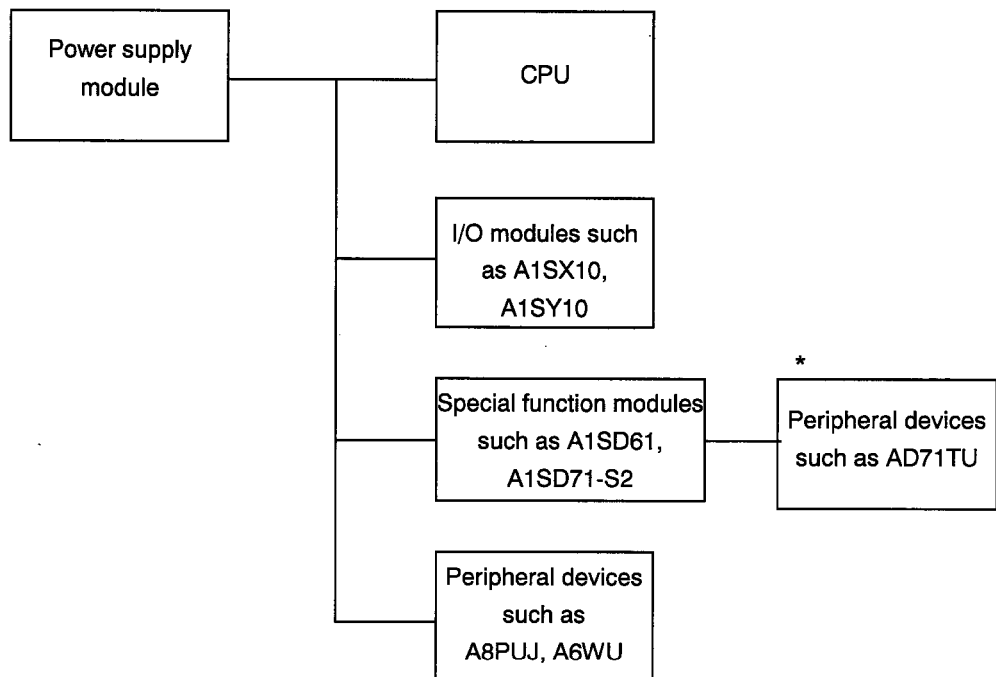 Power supply
module
CPU
I/O modules such
as A1SX10,
A1SY10
*
Special function modules
such as A1SD61,
A1SD71-S2
Peripheral devices
such as AD71TU
Peripheral devices
such as
A8PUJ, A6WU